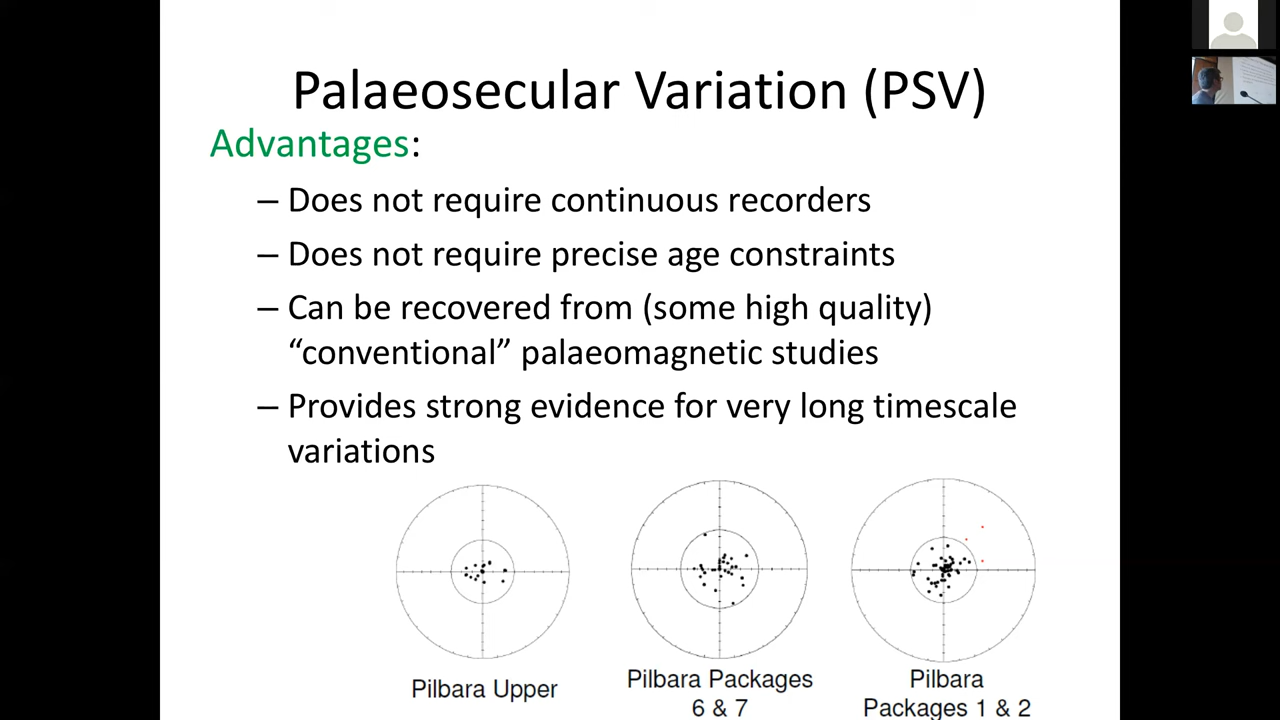 Palaeosecular Variation (PSV)
Advantages:
– Does not require continuous recorders
– Does not require precise age constraints
– Can be recovered from (some high quality)
“conventional” palaeomagnetic studies
– Provides strong evidence for very long timescale
variations
Pilbara Upper
Pilbara Packages
6 & 7
Pilbara
Packages 1 & 2